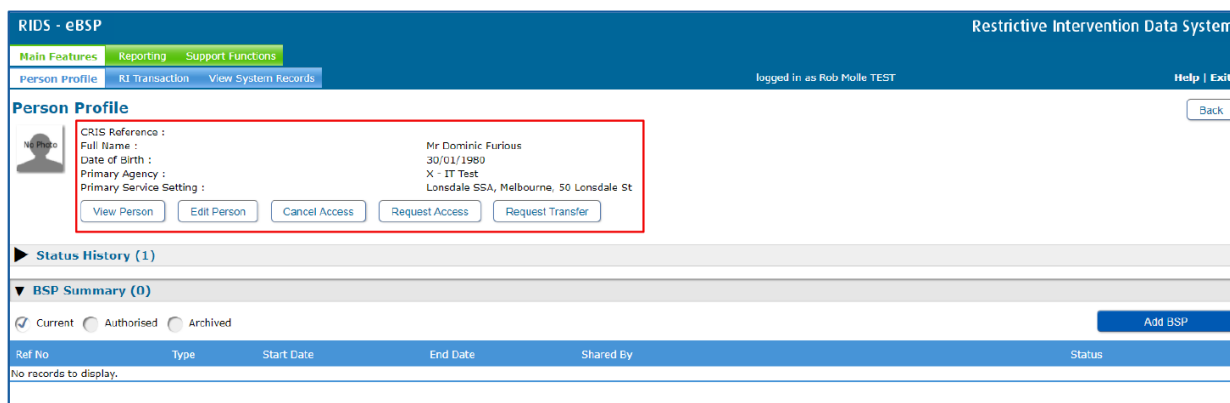 RIDS - eBSP Restrictive Intervention Data System
Main Features Reporting Support Functions
Person Profile RI Transaction View System Records logged in as Rob Molle TEST Help | Exit
Person Profile Back
No Photo
CRIS Reference :
Full Name : Mr Dominic Furious
Date of Birth : 30/01/1980
Primary Agency : X - IT Test
Primary Service Setting : Lonsdale SSA, Melbourne, 50 Lonsdale St
View Person Edit Person Cancel Access Request Access Request Transfer
Status History (1)
BSP Summary (0)
Current Authorised Archived Add BSP
Ref No Type Start Date End Date Shared By Status
No records to display.